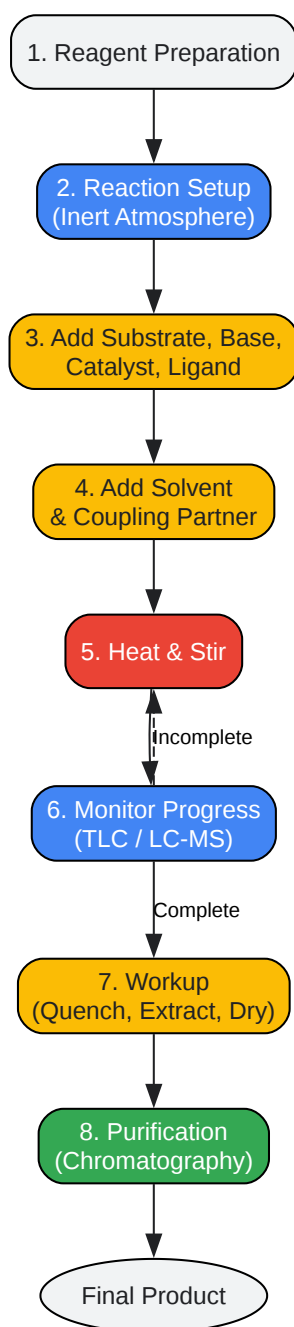 1. Reagent Preparation
2. Reaction Setup
(Inert Atmosphere)
3. Add Substrate, Base,
Catalyst, Ligand
4. Add Solvent
& Coupling Partner
5. Heat & Stir
Incomplete
6. Monitor Progress
(TLC / LC-MS)
Complete
7. Workup
(Quench, Extract, Dry)
8. Purification
(Chromatography)
Final Product